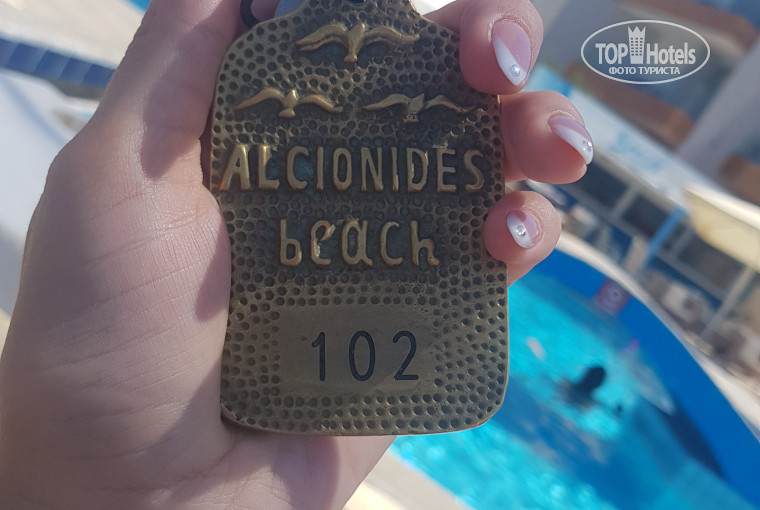 TOP Hotels
ФОТО ТУРИСТА
ALCIONIDES
beach
102